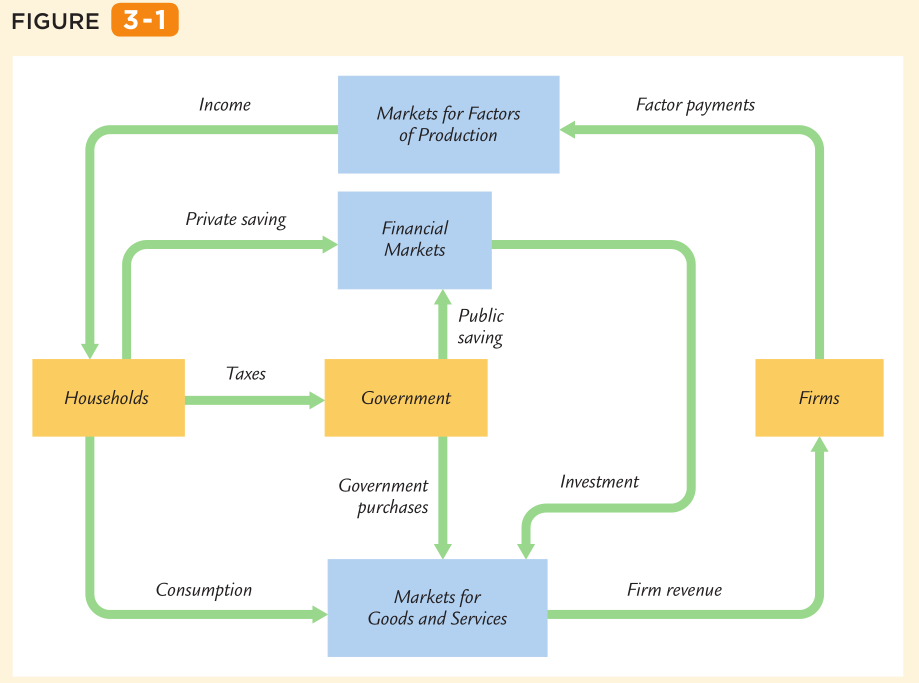 FIGURE 3-1
Income
Markets for Factors
of Production
Factor payments
Private saving
Financial
Markets
Public
saving
Households
Taxes
Government
Firms
Government
purchases
Investment
Consumption
Markets for
Goods and Services
Firm revenue